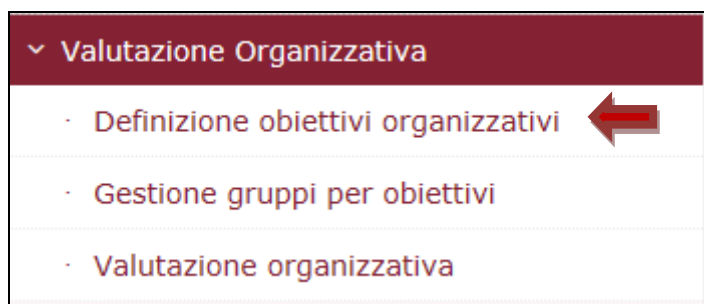 Valutazione Organizzativa
Definizione obiettivi organizzativi
Gestione gruppi per obiettivi
Valutazione organizzativa